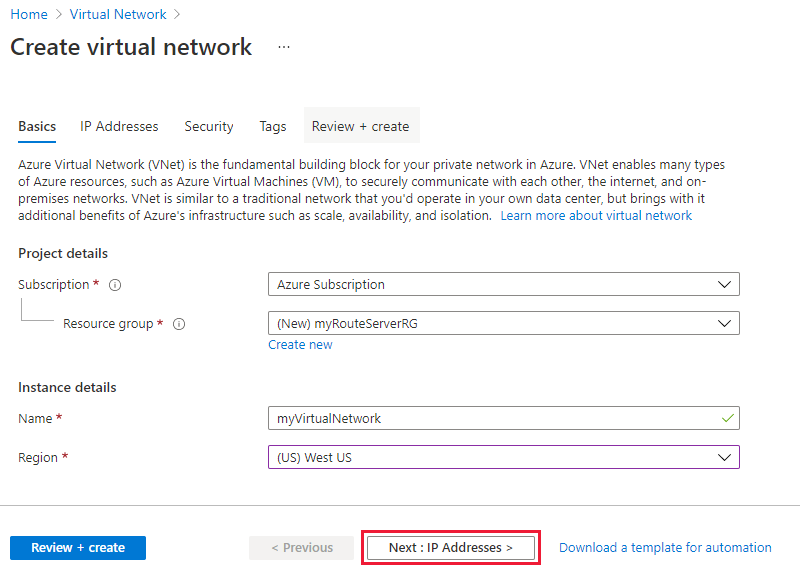 Home > Virtual Network >
Create virtual network ...
Basics IP Addresses Security Tags Review + create
Azure Virtual Network (VNet) is the fundamental building block for your private network in Azure. VNet enables many types
of Azure resources, such as Azure Virtual Machines (VM), to securely communicate with each other, the internet, and on-
premises networks. VNet is similar to a traditional network that you'd operate in your own data center, but brings with it
additional benefits of Azure's infrastructure such as scale, availability, and isolation. Learn more about virtual network
Project details
Subscription * Azure Subscription
Resource group * (New) myRouteServerRG
Create new
Instance details
Name * myVirtualNetwork
Region * (US) West US
Review + create < Previous Next : IP Addresses > Download a template for automation